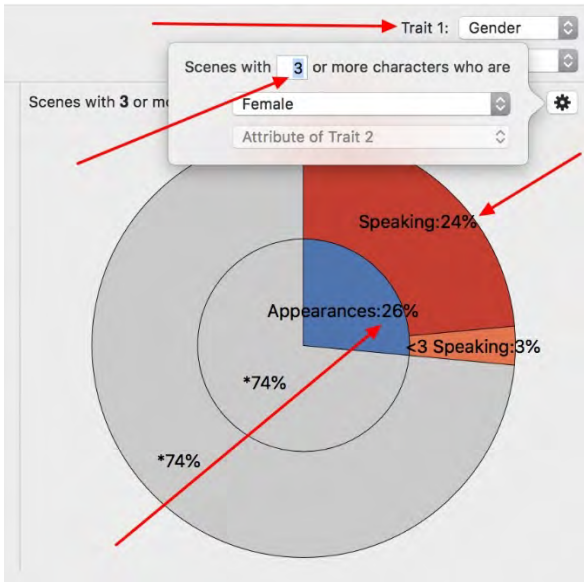 Trait 1: Gender
Scenes with 3 or more characters who are
Scenes with 3 or mo
Female
Attribute of Trait 2
Speaking:24%
Appearances:26%
<3 Speaking:3%
*74%
*74%